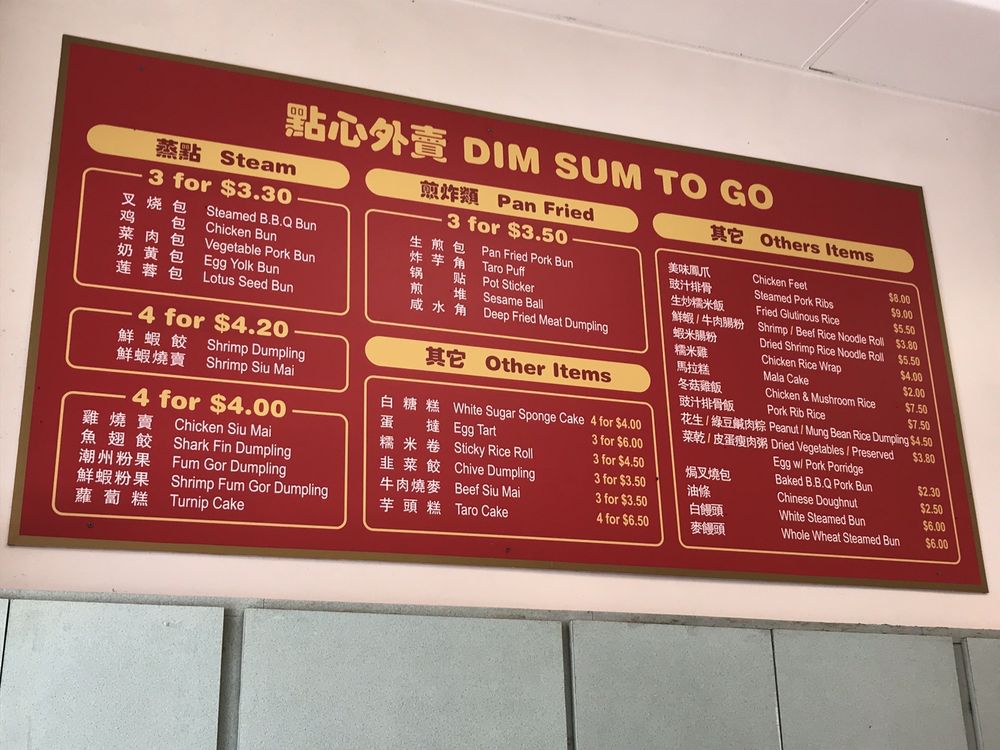 點心外賣 DIM SUM TO GO
蒸點 Steam
3 for $3.30
叉燒包 Steamed B.B.Q Bun
鸡包 Chicken Bun
菜肉包 Vegetable Pork Bun
奶黄包 Egg Yolk Bun
莲蓉包 Lotus Seed Bun
4 for $4.20
鮮蝦餃 Shrimp Dumpling
鮮蝦燒賣 Shrimp Siu Mai
4 for $4.00
雞燒賣 Chicken Siu Mai
魚翅餃 Shark Fin Dumpling
潮州粉果 Fum Gor Dumpling
鮮蝦粉果 Shrimp Fum Gor Dumpling
蘿蔔糕 Turnip Cake
煎炸類 Pan Fried
3 for $3.50
生煎包 Pan Fried Pork Bun
炸芋角 Taro Puff
锅贴 Pot Sticker
煎堆 Sesame Ball
咸水角 Deep Fried Meat Dumpling
其它 Other Items
白糖糕 White Sugar Sponge Cake 4 for $4.00
蛋撻 Egg Tart 3 for $6.00
糯米卷 Sticky Rice Roll 3 for $4.50
韭菜餃 Chive Dumpling 3 for $3.50
牛肉燒麥 Beef Siu Mai 3 for $3.50
芋頭糕 Taro Cake 4 for $6.50
其它 Others Items
美味鳳爪 Chicken Feet $8.00
豉汁排骨 Steamed Pork Ribs $9.00
生炒糯米飯 Fried Glutinous Rice $5.50
鮮蝦 / 牛肉腸粉 Shrimp / Beef Rice Noodle Roll $3.80
蝦米腸粉 Dried Shrimp Rice Noodle Roll $5.50
糯米雞 Chicken Rice Wrap $4.00
馬拉糕 Mala Cake $2.00
冬菇雞飯 Chicken & Mushroom Rice $7.50
豉汁排骨飯 Pork Rib Rice $7.50
花生 / 綠豆鹹肉粽 Peanut / Mung Bean Rice Dumpling $4.50
菜乾 / 皮蛋瘦肉粥 Dried Vegetables / Preserved $3.80
Egg w/ Pork Porridge
焗叉燒包 Baked B.B.Q Pork Bun $2.30
油條 Chinese Doughnut $2.50
白饅頭 White Steamed Bun $6.00
麥饅頭 Whole Wheat Steamed Bun $6.00